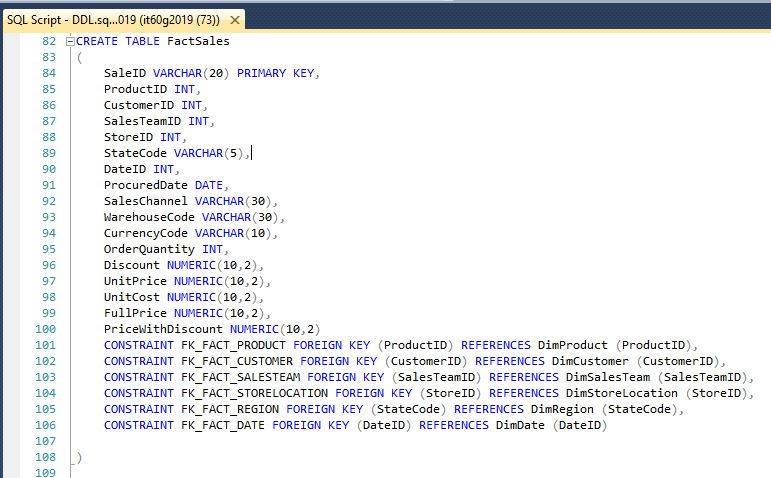 SQL Script - DDL.sq...019 (it60g2019 (73))
82 CREATE TABLE FactSales
83 (
84 SaleID VARCHAR(20) PRIMARY KEY,
85 ProductID INT,
86 CustomerID INT,
87 SalesTeamID INT,
88 StoreID INT,
89 StateCode VARCHAR(5),
90 DateID INT,
91 ProcuredDate DATE,
92 SalesChannel VARCHAR(30),
93 WarehouseCode VARCHAR(30),
94 CurrencyCode VARCHAR(10),
95 OrderQuantity INT,
96 Discount NUMERIC(10,2),
97 UnitPrice NUMERIC(10,2),
98 UnitCost NUMERIC(10,2),
99 FullPrice NUMERIC(10,2),
100 PriceWithDiscount NUMERIC(10,2)
101 CONSTRAINT FK_FACT_PRODUCT FOREIGN KEY (ProductID) REFERENCES DimProduct (ProductID),
102 CONSTRAINT FK_FACT_CUSTOMER FOREIGN KEY (CustomerID) REFERENCES DimCustomer (CustomerID),
103 CONSTRAINT FK_FACT_SALESTEAM FOREIGN KEY (SalesTeamID) REFERENCES DimSalesTeam (SalesTeamID),
104 CONSTRAINT FK_FACT_STORELOCATION FOREIGN KEY (StoreID) REFERENCES DimStoreLocation (StoreID),
105 CONSTRAINT FK_FACT_REGION FOREIGN KEY (StateCode) REFERENCES DimRegion (StateCode),
106 CONSTRAINT FK_FACT_DATE FOREIGN KEY (DateID) REFERENCES DimDate (DateID)
107
108 )
109